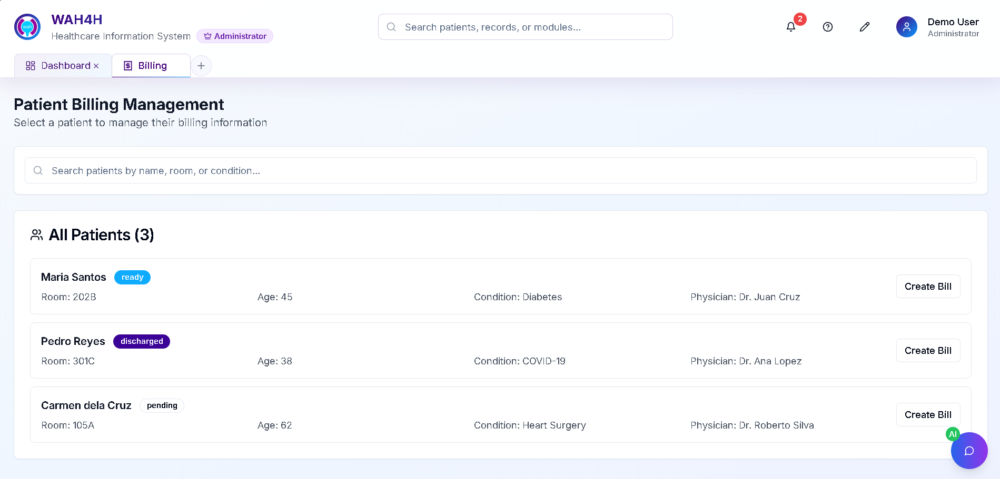 WAH4H
Healthcare Information System
Administrator
wah
Search patients, records, or modules...
2
Demo User
Administrator
Dashboard
Billing
Patient Billing Management
Select a patient to manage their billing information
Search patients by name, room, or condition...
All Patients (3)
Maria Santos ready
Room: 202B Age: 45 Condition: Diabetes Physician: Dr. Juan Cruz
Create Bill
Pedro Reyes discharged
Room: 301C Age: 38 Condition: COVID-19 Physician: Dr. Ana Lopez
Create Bill
Carmen dela Cruz pending
Room: 105A Age: 62 Condition: Heart Surgery Physician: Dr. Roberto Silva
Create Bill
AI